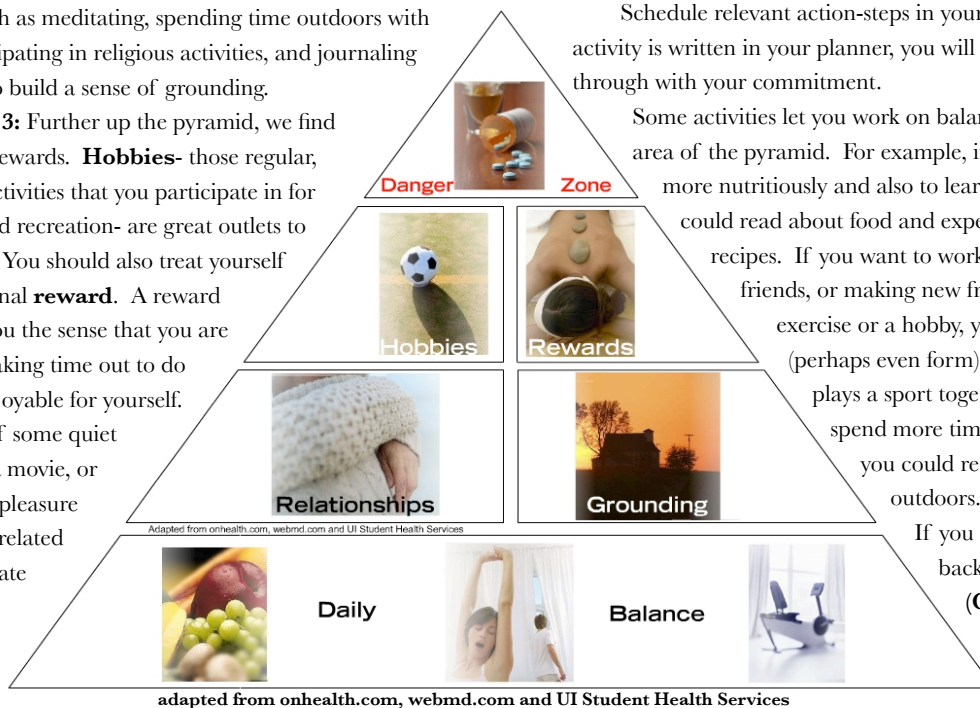 h as meditating, spending time outdoors with
ipating in religious activities, and journaling
o build a sense of grounding.
3: Further up the pyramid, we find
ewards. Hobbies- those regular,
ctivities that you participate in for
d recreation- are great outlets to
You should also treat yourself
nal reward. A reward
ou the sense that you are
aking time out to do
oyable for yourself.
f some quiet
movie, or
pleasure
related
ate
Danger Zone
Hobbies Rewards
Relationships Grounding
Adapted from onhealth.com, webmd.com and UI Student Health Services
Daily Balance
adapted from onhealth.com, webmd.com and UI Student Health Services
Schedule relevant action-steps in your
activity is written in your planner, you will
through with your commitment.
Some activities let you work on balan
area of the pyramid. For example, i
more nutritiously and also to lear
could read about food and expe
recipes. If you want to work
friends, or making new fr
exercise or a hobby, y
(perhaps even form)
plays a sport toge
spend more tim
you could re
outdoors.
If you
back
(C